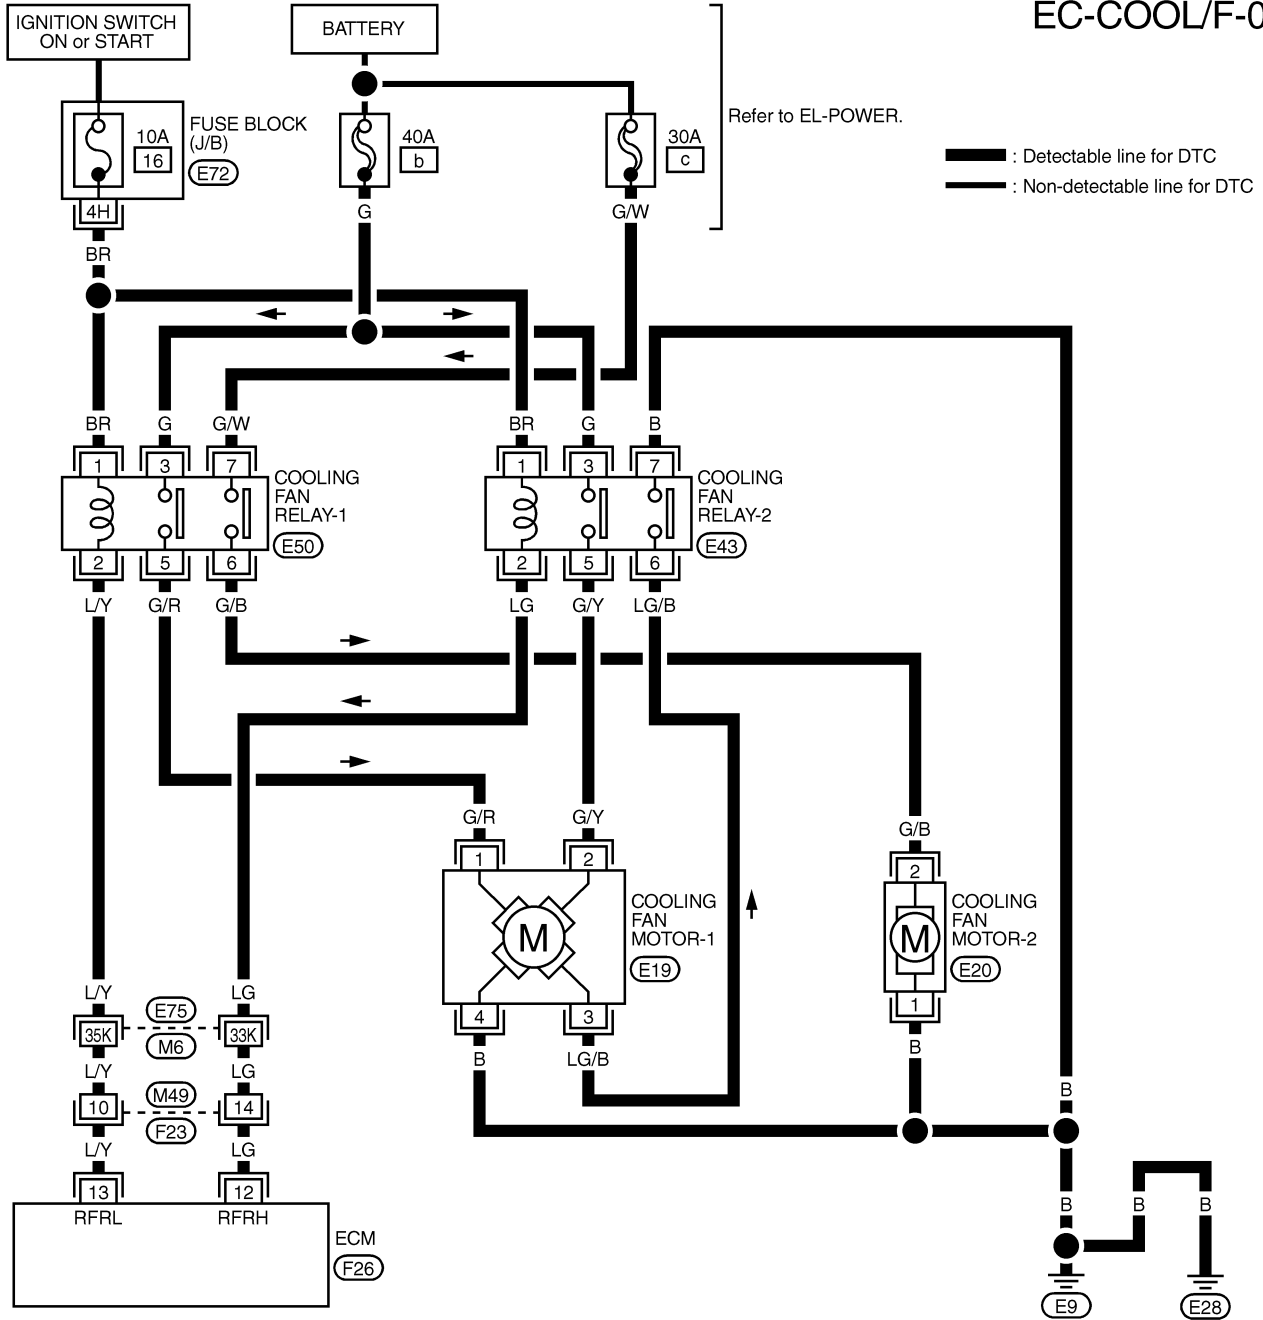 EC-COOL/F-0
IGNITION SWITCH
ON or START
BATTERY
Refer to EL-POWER.
10A
16
FUSE BLOCK
(J/B)
E72
40A
b
30A
c
: Detectable line for DTC
: Non-detectable line for DTC
4H
G
G/W
BR
BR
G
G/W
BR
G
B
1
3
7
1
3
7
COOLING
FAN
RELAY-1
E50
COOLING
FAN
RELAY-2
E43
2
5
6
2
5
6
L/Y
G/R
G/B
LG
G/Y
LG/B
G/R
G/Y
G/B
1
2
2
M
COOLING
FAN
MOTOR-1
E19
M
COOLING
FAN
MOTOR-2
E20
4
3
1
B
LG/B
B
L/Y
LG
E75
35K
33K
M6
L/Y
LG
B
M49
10
14
F23
L/Y
LG
13
12
RFRL
RFRH
B
B
B
ECM
F26
E9
E28